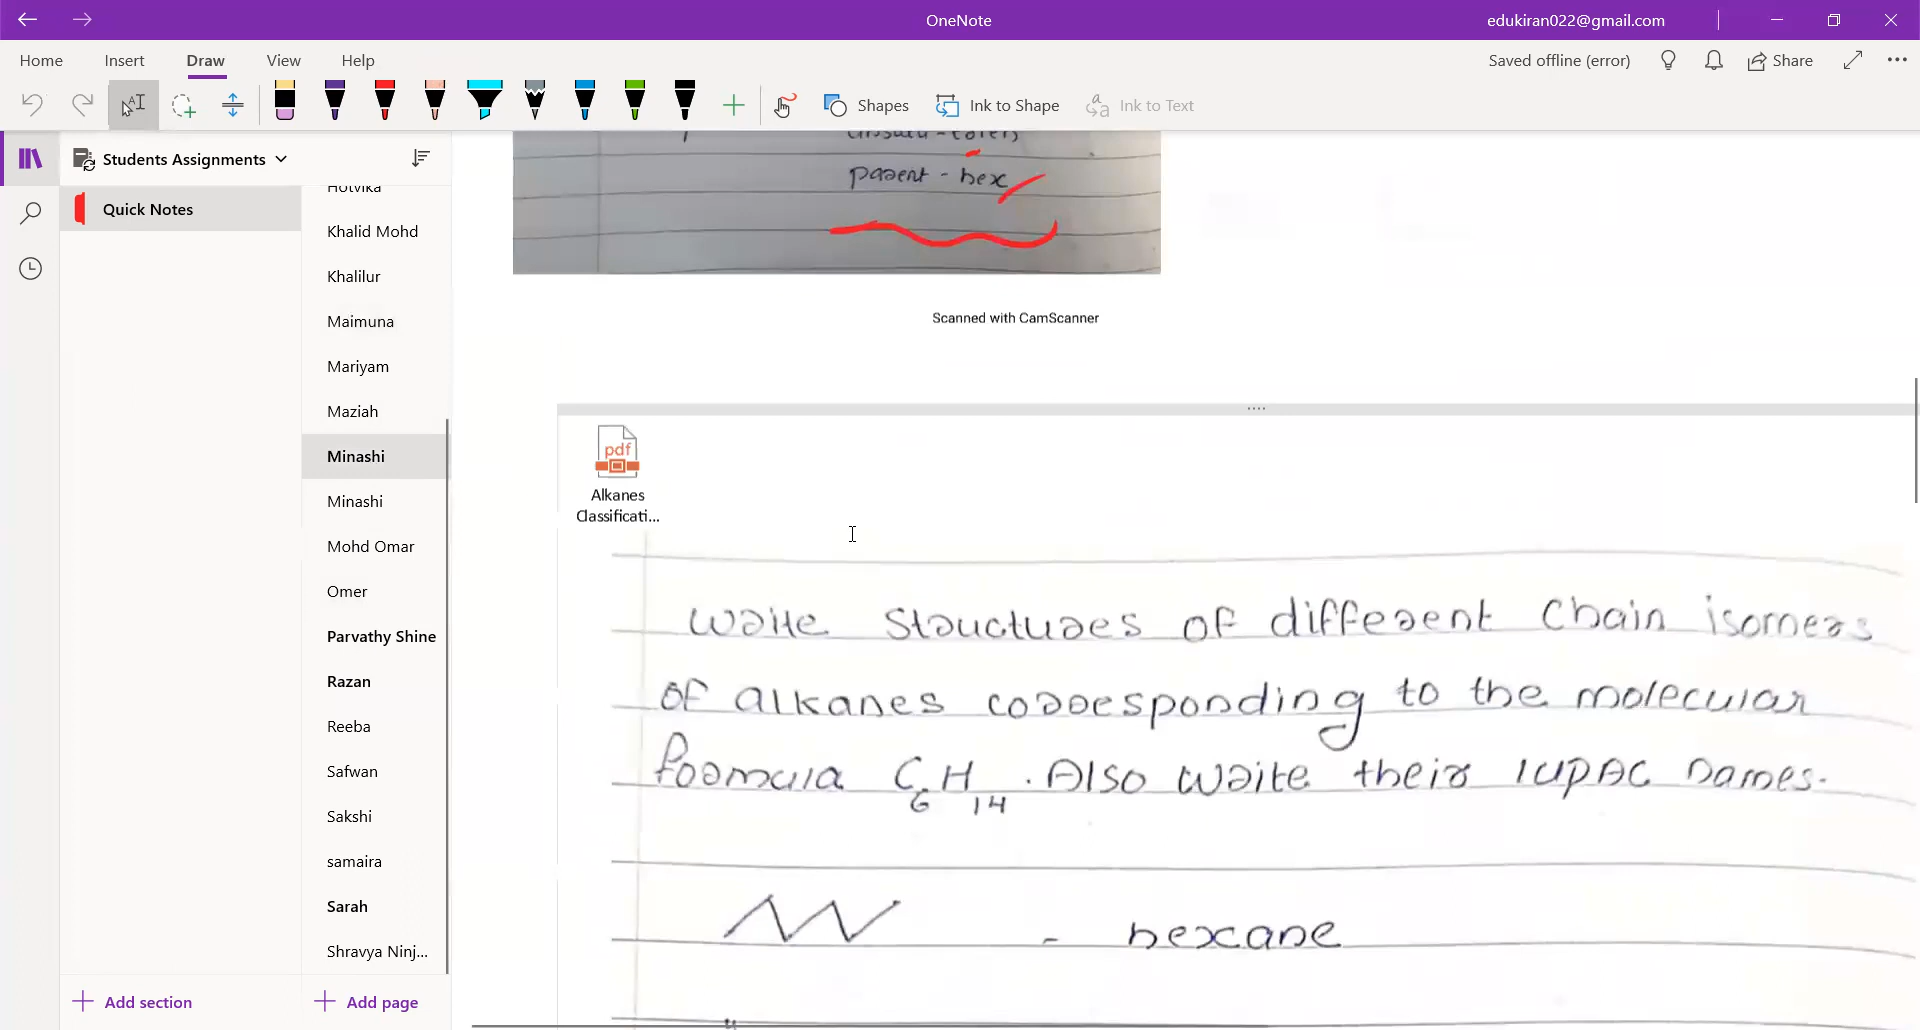 OneNote
edukiran022@gmail.com
Home Insert Draw View Help
Saved offline (error)
Share
Shapes
Ink to Shape
Ink to Text
Students Assignments
Quick Notes
Hotvika
Khalid Mohd
Khalilur
Maimuna
Mariyam
Maziah
Minashi
Minashi
Mohd Omar
Omer
Parvathy Shine
Razan
Reeba
Safwan
Sakshi
samaira
Sarah
Shravya Ninj...
Add section
Add page
parent - hex
Scanned with CamScanner
pdf
Alkanes
Classificati...
Write structures of different chain isomers
of alkanes corresponding to the molecular
formula C6H14. Also write their IUPAC names.
- hexane